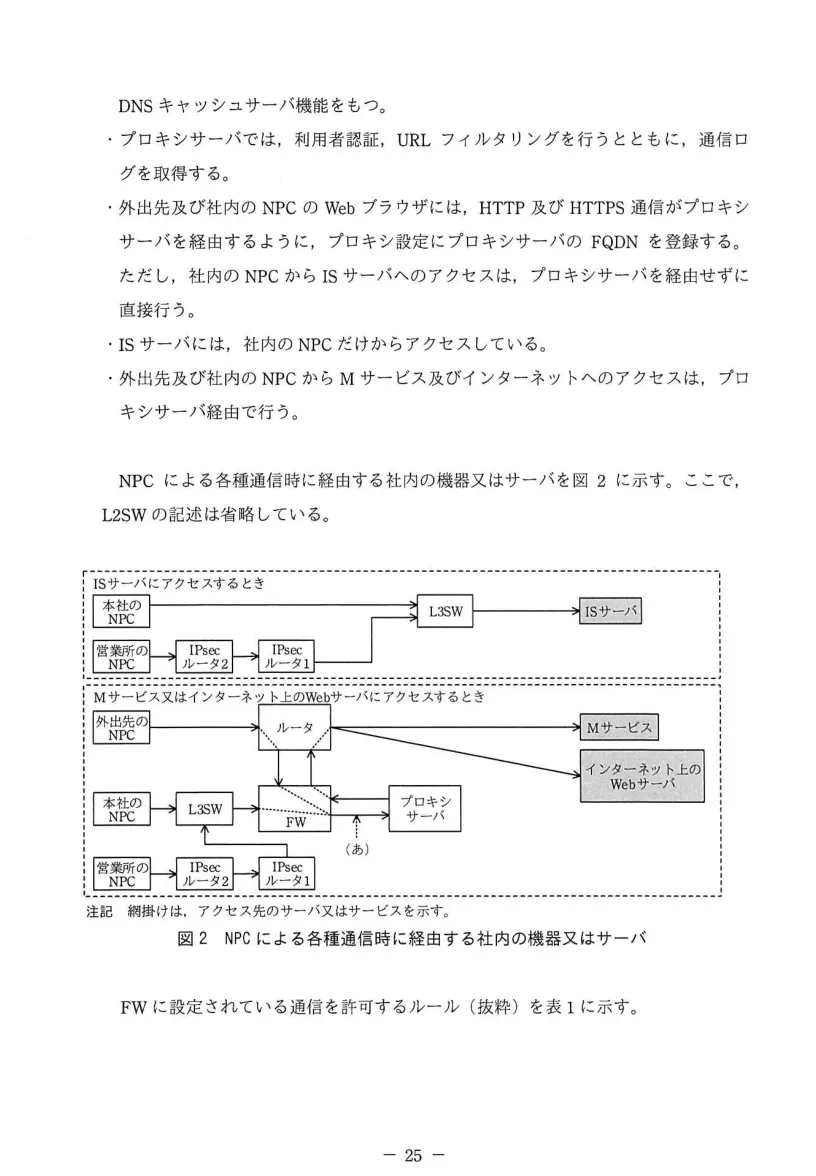 DNS キャッシュサーバ機能をもつ。
・プロキシサーバでは，利用者認証，URL フィルタリングを行うとともに，通信ロ
グを取得する。
・外出先及び社内の NPC の Web ブラウザには，HTTP 及び HTTPS 通信がプロキシ
サーバを経由するように，プロキシ設定にプロキシサーバの FQDN を登録する。
ただし，社内の NPC から IS サーバへのアクセスは，プロキシサーバを経由せずに
直接行う。
・IS サーバには，社内の NPC だけからアクセスしている。
・外出先及び社内の NPC から M サービス及びインターネットへのアクセスは，プロ
キシサーバ経由で行う。
NPC による各種通信時に経由する社内の機器又はサーバを図 2 に示す。ここで，
L2SW の記述は省略している。
ISサーバにアクセスするとき
本社の
NPC
L3SW
ISサーバ
営業所の
NPC
IPsec
ルータ2
IPsec
ルータ1
Mサービス又はインターネット上のWebサーバにアクセスするとき
外出先の
NPC
ルータ
Mサービス
インターネット上の
Webサーバ
本社の
NPC
L3SW
FW
プロキシ
サーバ
(あ)
営業所の
NPC
IPsec
ルータ2
IPsec
ルータ1
注記　網掛けは，アクセス先のサーバ又はサービスを示す。
図 2　NPC による各種通信時に経由する社内の機器又はサーバ
FW に設定されている通信を許可するルール（抜粋）を表 1 に示す。
－ 25 －